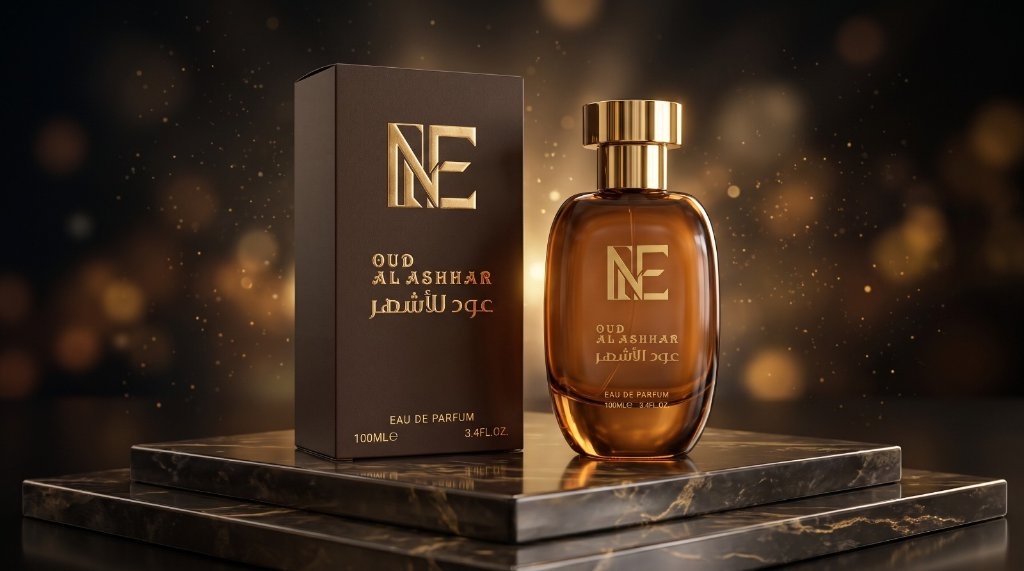 NE
OUD
AL ASHHAR
عود للأشهر
EAU DE PARFUM
100ML℮ 3.4FL.OZ.
NE
OUD
AL ASHHAR
عود الأشهر
EAU DE PARFUM
100ML℮ 3.4FL.OZ.